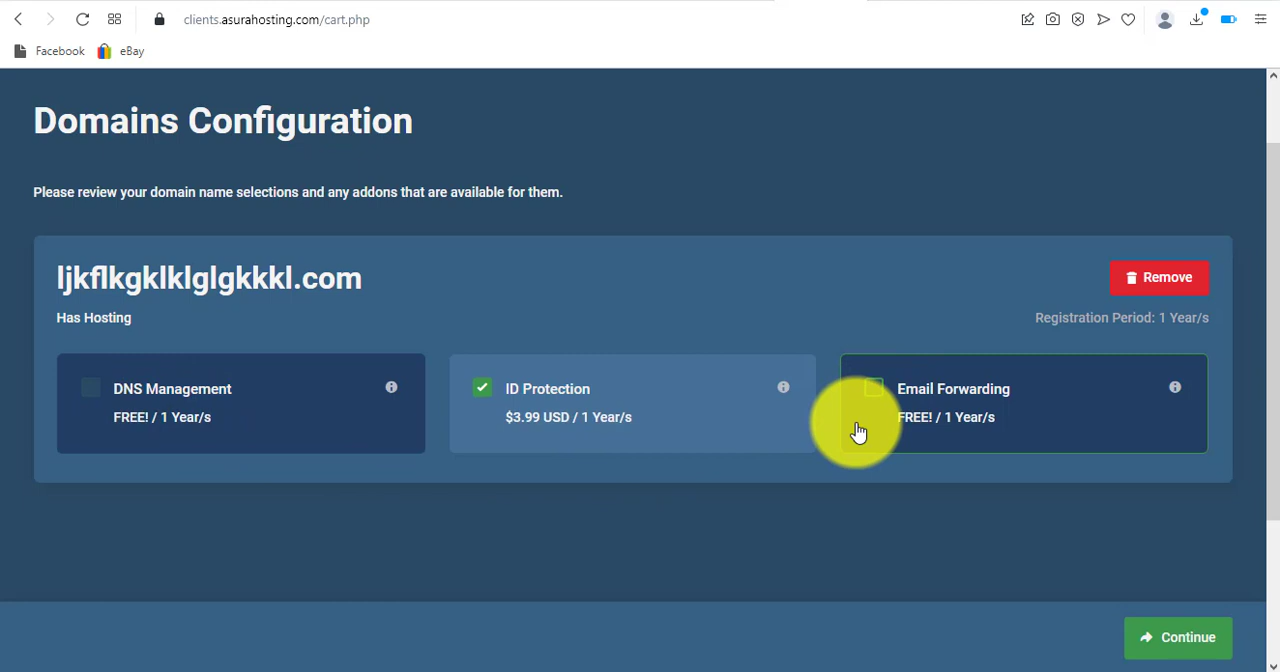 clients.asurahosting.com/cart.php
Facebook eBay
Domains Configuration
Please review your domain name selections and any addons that are available for them.
ljkflkgklklglgkkkl.com
Remove
Has Hosting
Registration Period: 1 Year/s
DNS Management
FREE! / 1 Year/s
ID Protection
$3.99 USD / 1 Year/s
Email Forwarding
FREE! / 1 Year/s
Continue